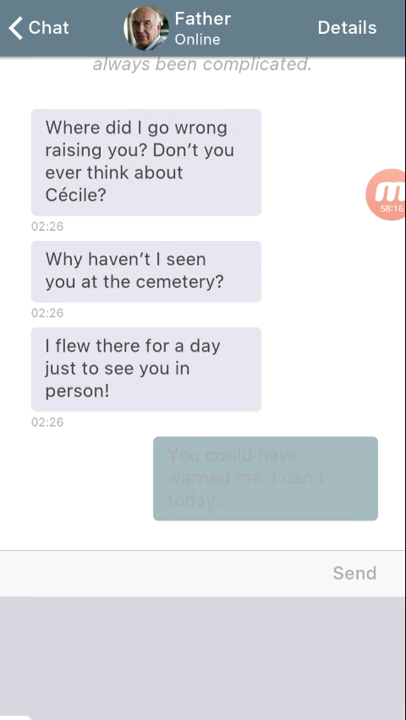 Chat
Father
Online
Details
always been complicated.
Where did I go wrong
raising you? Don’t you
ever think about
Cécile?
02:26
Why haven’t I seen
you at the cemetery?
02:26
I flew there for a day
just to see you in
person!
02:26
You could have
warned me. I can't
today.
Send
m
58:16